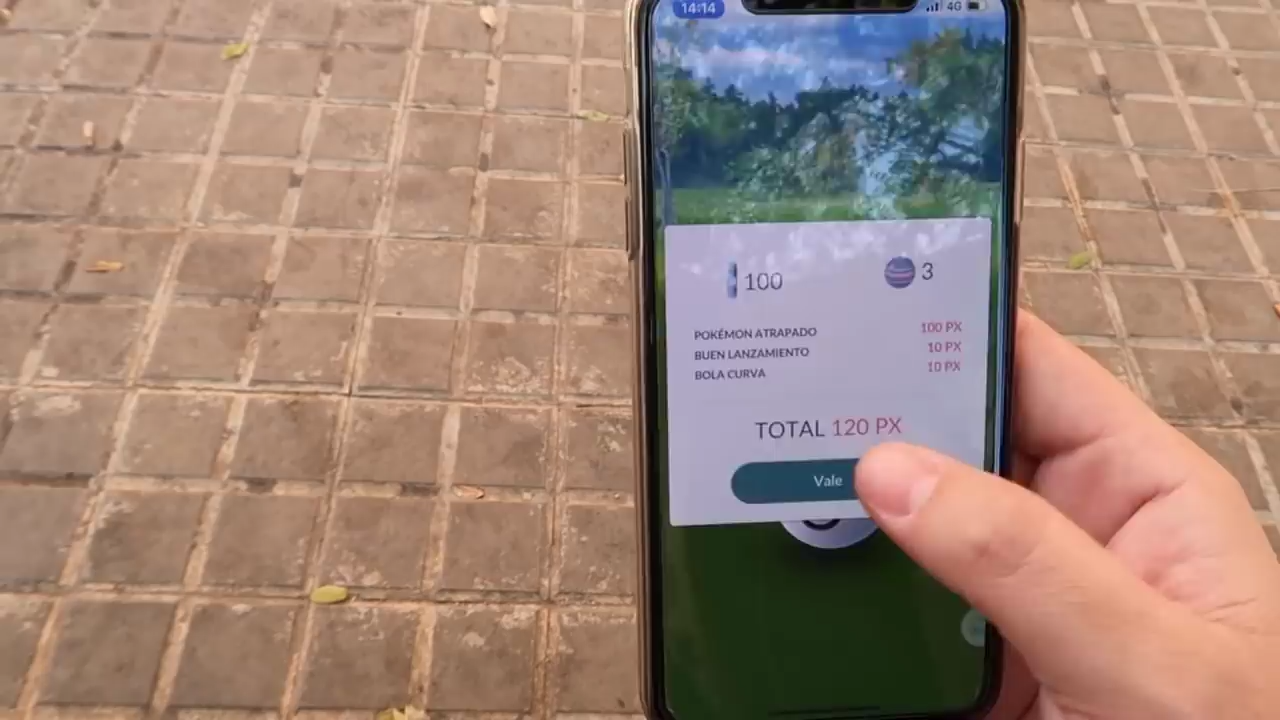 14:14 4G
100 3
POKÉMON ATRAPADO 100 PX
BUEN LANZAMIENTO 10 PX
BOLA CURVA 10 PX
TOTAL 120 PX
Vale